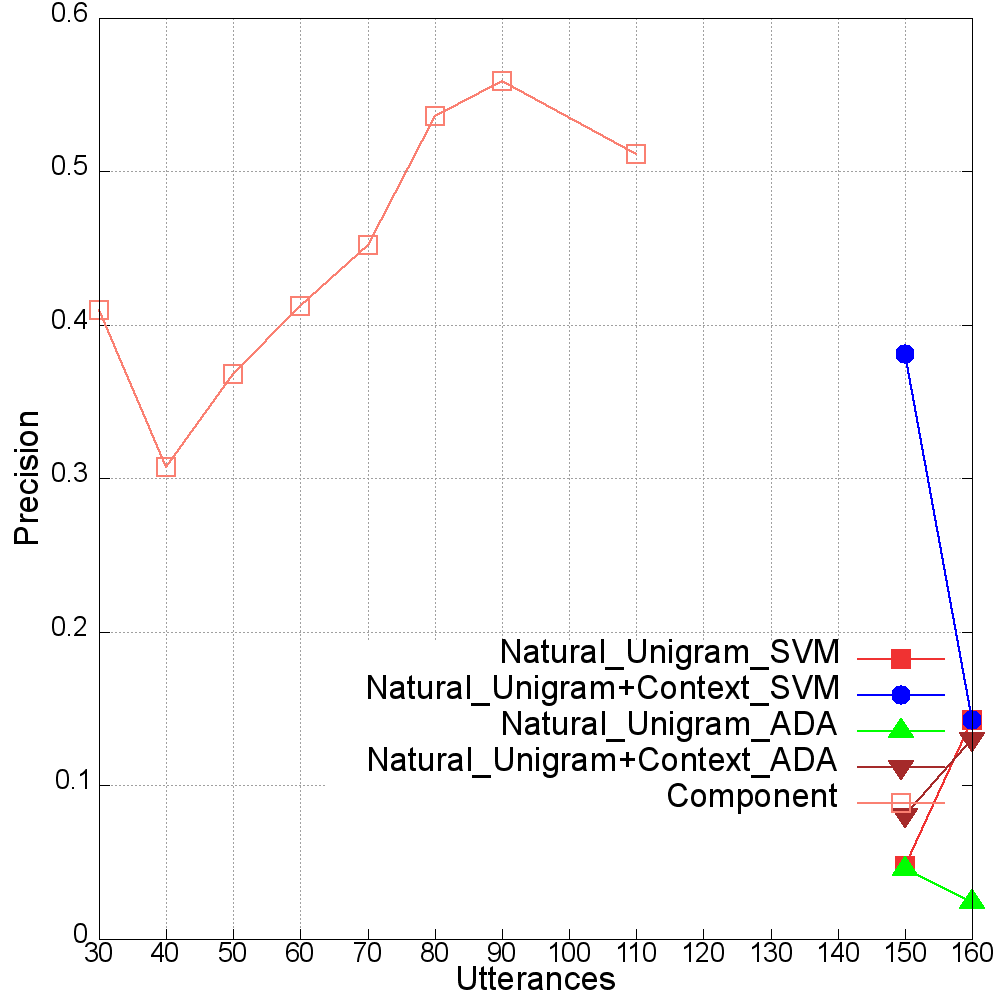 0.6
0.5
0.4
0.3
0.2
0.1
0
Precision
Natural_Unigram_SVM
Natural_Unigram+Context_SVM
Natural_Unigram_ADA
Natural_Unigram+Context_ADA
Component
30 40 50 60 70 80 90 100 110 120 130 140 150 160
Utterances